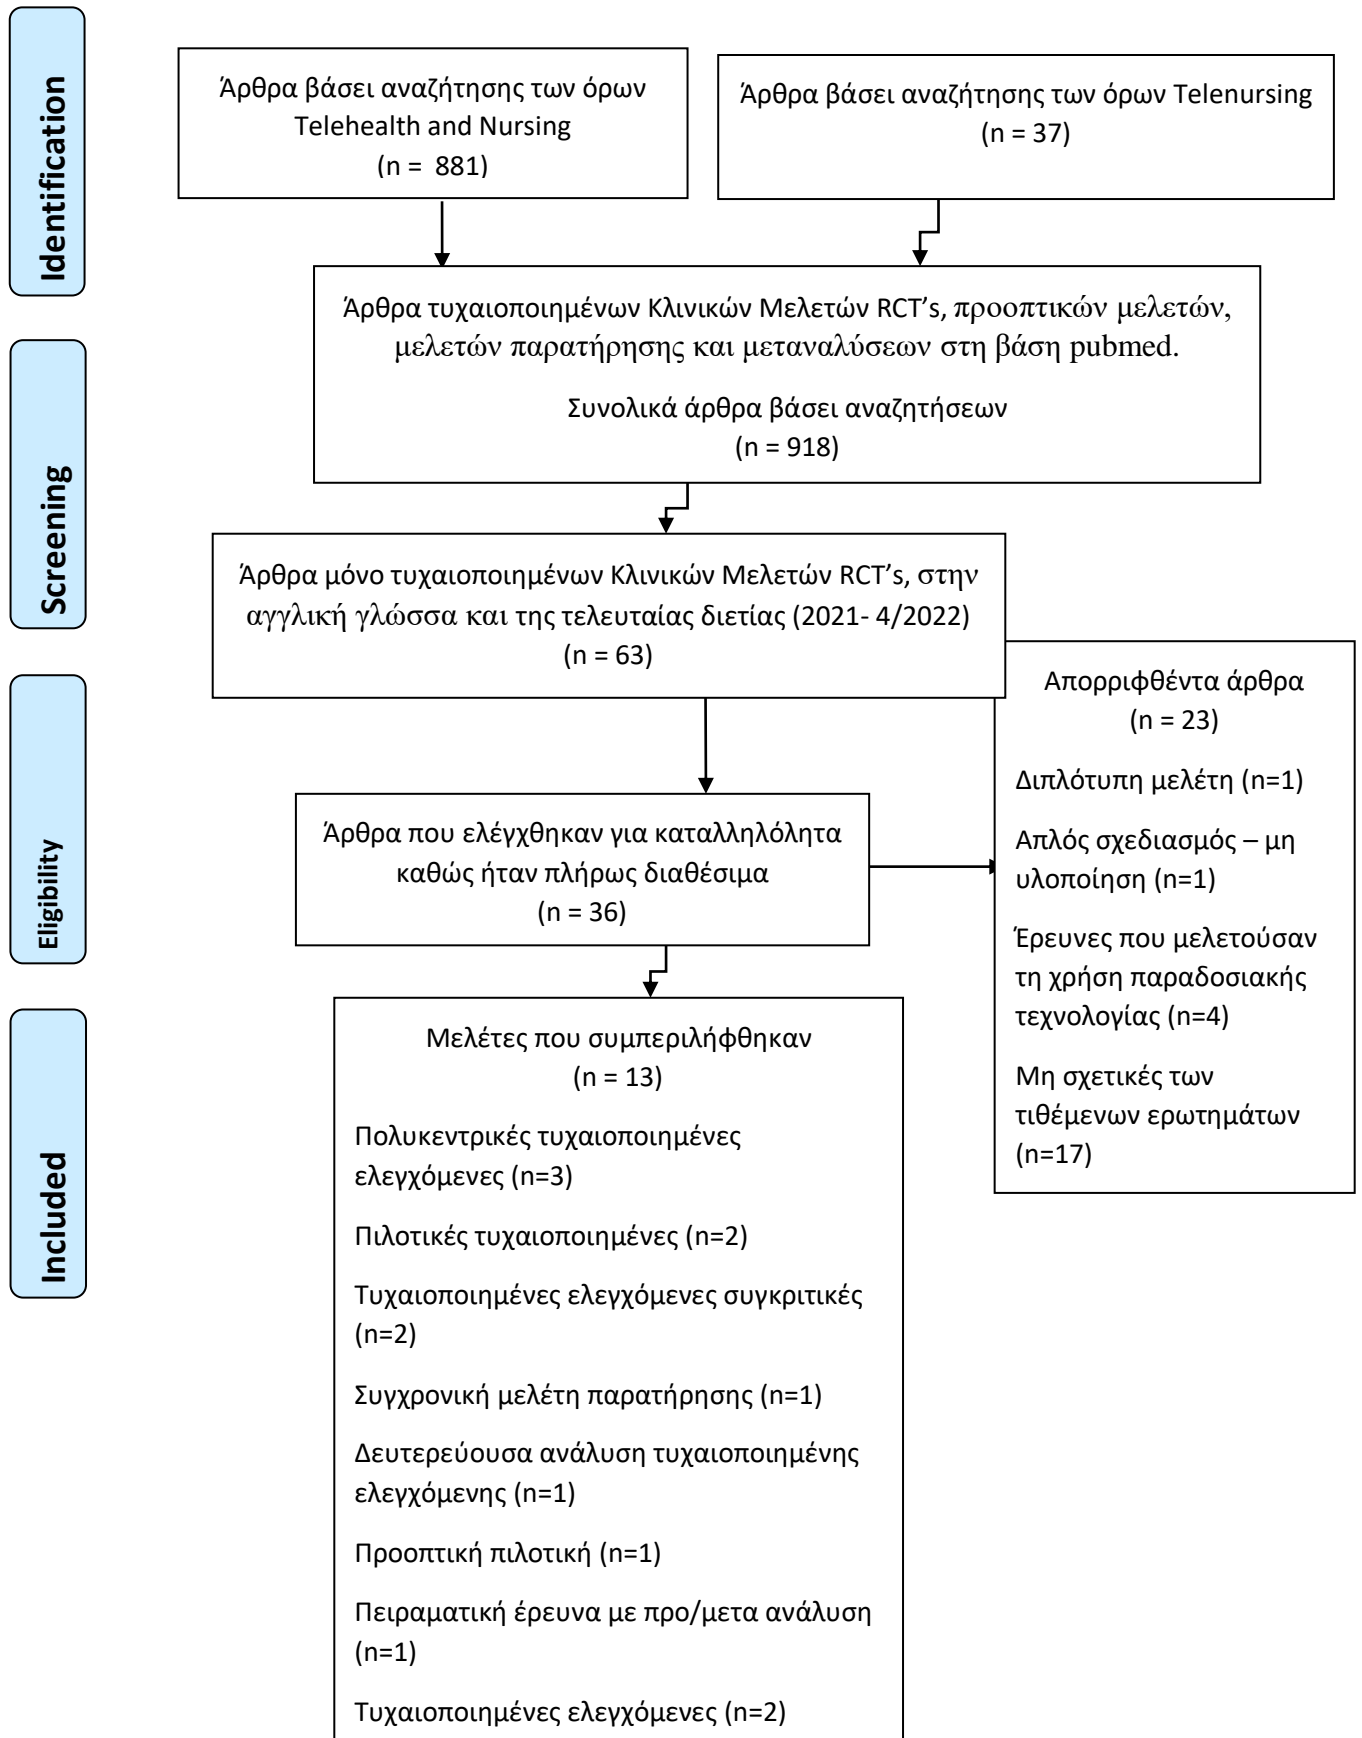 Identification
Άρθρα βάσει αναζήτησης των όρων
Telehealth and Nursing
(n = 881)
Άρθρα βάσει αναζήτησης των όρων Telenursing
(n = 37)
Άρθρα τυχαιοποιημένων Κλινικών Μελετών RCT’s, προοπτικών μελετών,
μελετών παρατήρησης και μεταναλύσεων στη βάση pubmed.
Συνολικά άρθρα βάσει αναζητήσεων
(n = 918)
Screening
Άρθρα μόνο τυχαιοποιημένων Κλινικών Μελετών RCT’s, στην
αγγλική γλώσσα και της τελευταίας διετίας (2021- 4/2022)
(n = 63)
Eligibility
Άρθρα που ελέγχθηκαν για καταλληλόλητα
καθώς ήταν πλήρως διαθέσιμα
(n = 36)
Απορριφθέντα άρθρα
(n = 23)
Διπλότυπη μελέτη (n=1)
Απλός σχεδιασμός – μη
υλοποίηση (n=1)
Έρευνες που μελετούσαν
τη χρήση παραδοσιακής
τεχνολογίας (n=4)
Μη σχετικές των
τιθέμενων ερωτημάτων
(n=17)
Included
Μελέτες που συμπεριλήφθηκαν
(n = 13)
Πολυκεντρικές τυχαιοποιημένες
ελεγχόμενες (n=3)
Πιλοτικές τυχαιοποιημένες (n=2)
Τυχαιοποιημένες ελεγχόμενες συγκριτικές
(n=2)
Συγχρονική μελέτη παρατήρησης (n=1)
Δευτερεύουσα ανάλυση τυχαιοποιημένης
ελεγχόμενης (n=1)
Προοπτική πιλοτική (n=1)
Πειραματική έρευνα με προ/μετα ανάλυση
(n=1)
Τυχαιοποιημένες ελεγχόμενες (n=2)